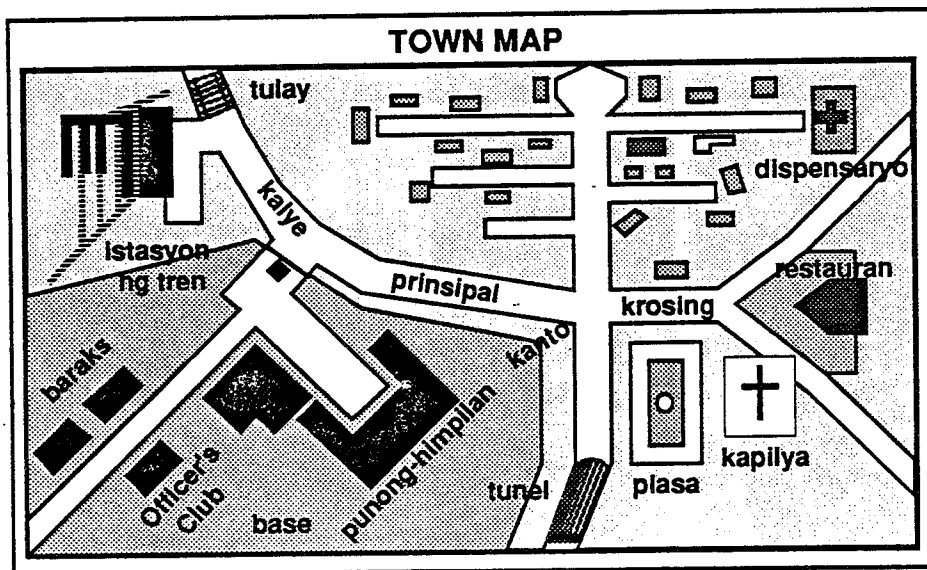 TOWN MAP
tulay
dispensaryo
kalye
istasyon
ng tren
prinsipal
restauran
krosing
kanto
baraks
Officer's
Club
punong-himpilan
base
tunel
plasa
kapilya